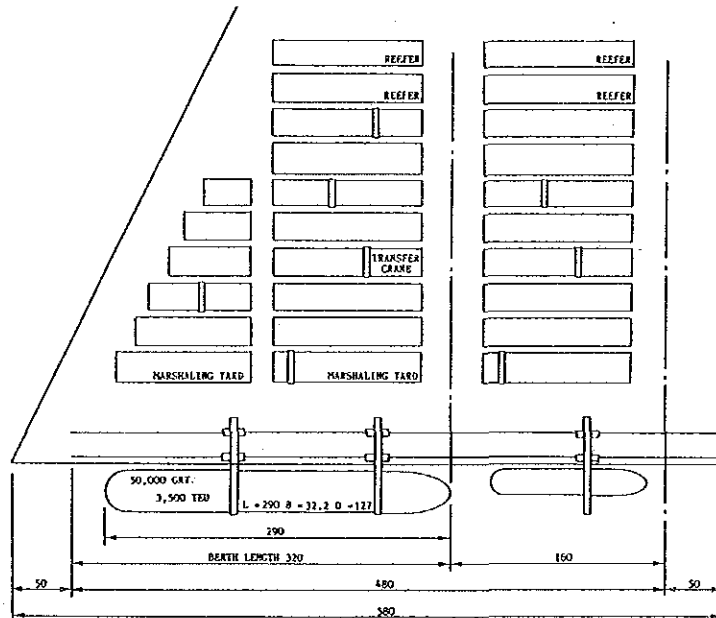 REEFER
REEFER
REEFER
REEFER
TRANSFER
CRANE
MARSHALING YARD
MARSHALING YARD
50,000 GRT.
3,500 TEU
L =290 B =32.2 D =127
290
BERTH LENGTH 320
160
50
480
50
580